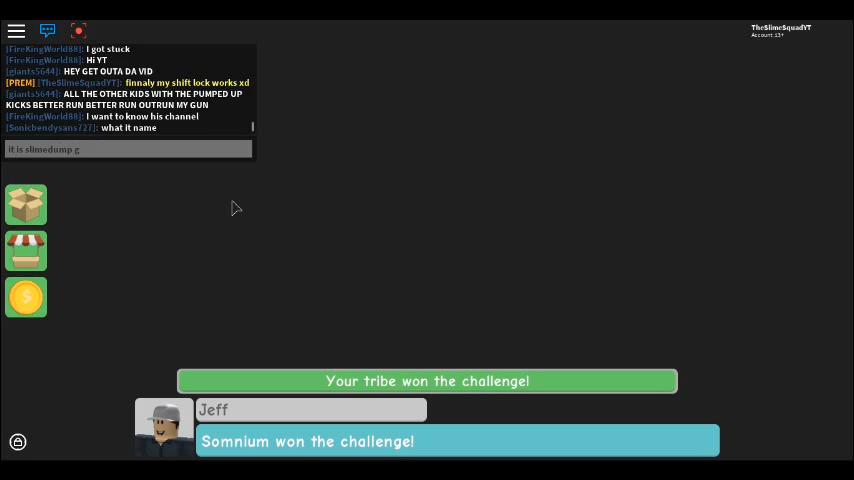 TheSlimeSquadYT
Account: 13+
[FireKingWorld88]: I got stuck
[FireKingWorld88]: Hi YT
[giants5644]: HEY GET OUTA DA VID
[PREM] [TheSlimeSquadYT]: finnaly my shift lock works xd
[giants5644]: ALL THE OTHER KIDS WITH THE PUMPED UP
KICKS BETTER RUN BETTER RUN OUTRUN MY GUN
[FireKingWorld88]: I want to know his channel
[Sonicbendysans727]: what it name
it is slimedump g
Your tribe won the challenge!
Jeff
Somnium won the challenge!